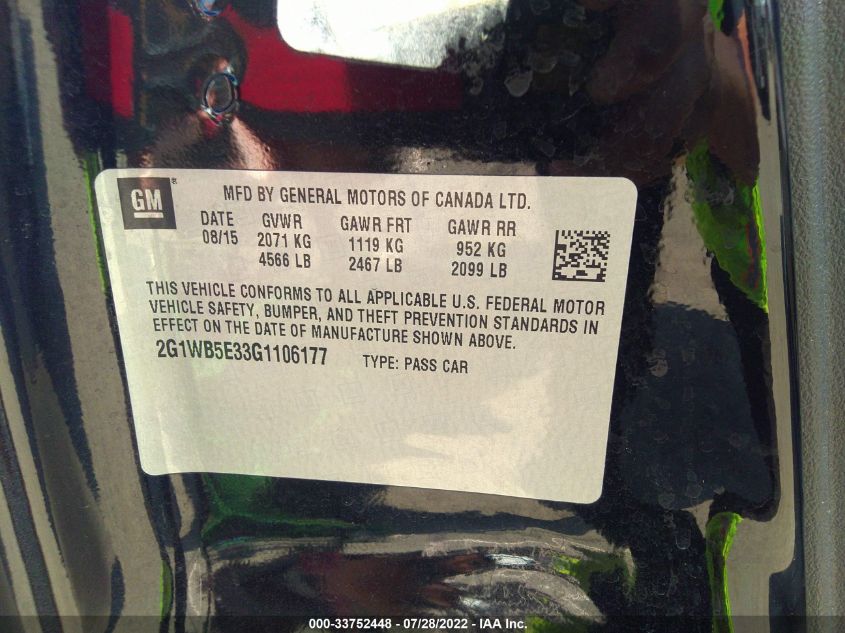 GM®
MFD BY GENERAL MOTORS OF CANADA LTD.
DATE GVWR GAWR FRT GAWR RR
08/15 2071 KG 1119 KG 952 KG
4566 LB 2467 LB 2099 LB
THIS VEHICLE CONFORMS TO ALL APPLICABLE U.S. FEDERAL MOTOR
VEHICLE SAFETY, BUMPER, AND THEFT PREVENTION STANDARDS IN
EFFECT ON THE DATE OF MANUFACTURE SHOWN ABOVE.
2G1WB5E33G1106177 TYPE: PASS CAR
000-33752448 - 07/28/2022 - IAA Inc.